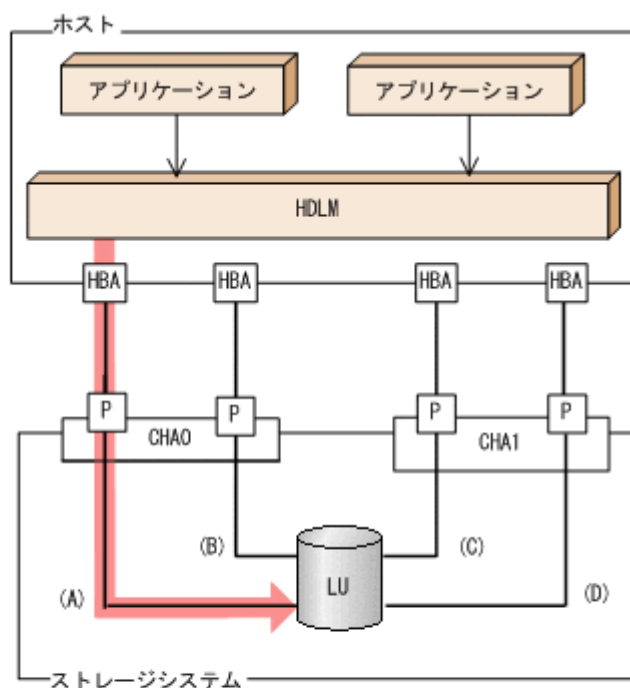 ホスト
アプリケーション アプリケーション
HDLM
HBA HBA HBA HBA
P P P P
CHA0 CHA1
(B) (C)
(A) LU (D)
ストレージシステム